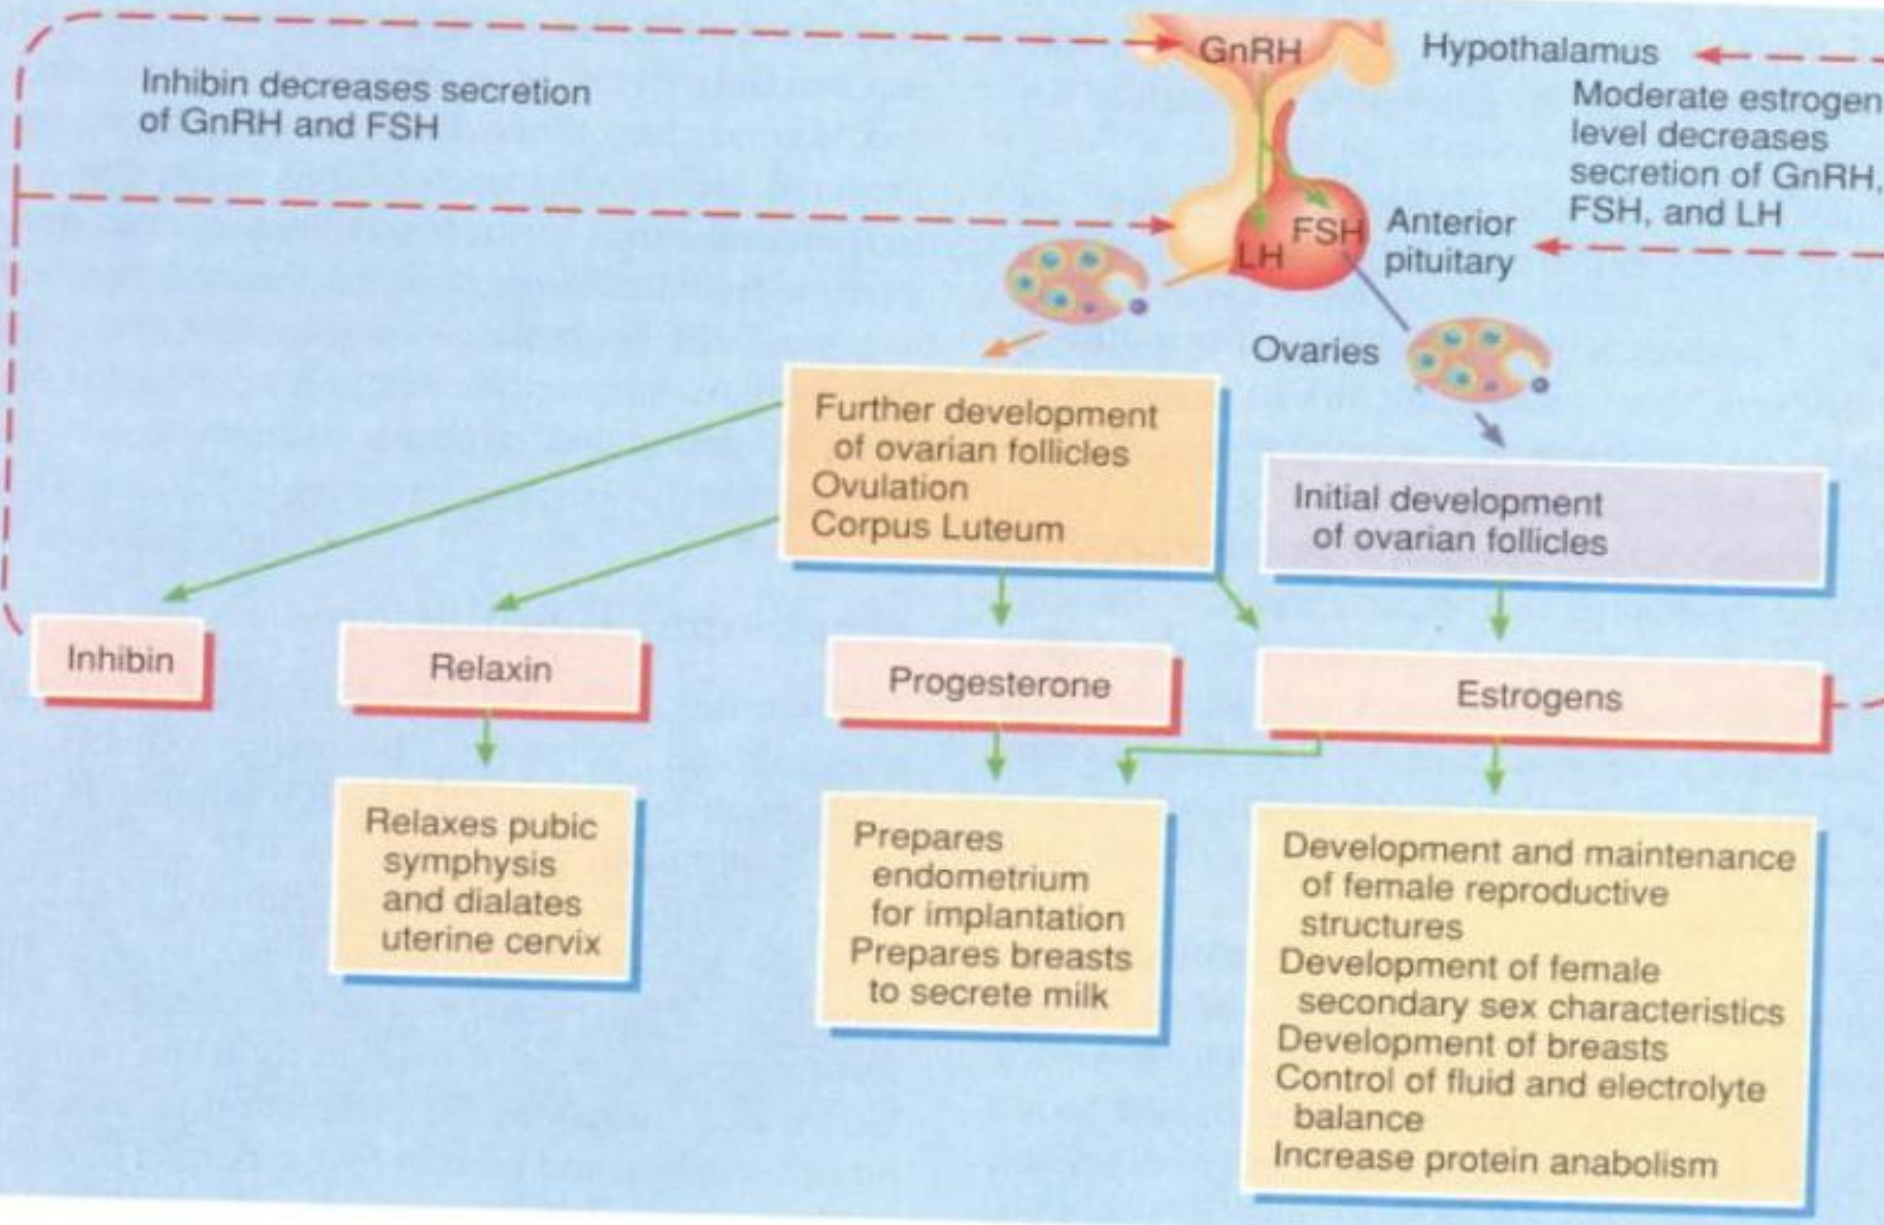 GnRH
Hypothalamus
Inhibin decreases secretion
of GnRH and FSH
Moderate estrogen
level decreases
secretion of GnRH,
FSH, and LH
FSH
LH
Anterior
pituitary
Ovaries
Further development
of ovarian follicles
Ovulation
Corpus Luteum
Initial development
of ovarian follicles
Inhibin
Relaxin
Progesterone
Estrogens
Relaxes pubic
symphysis
and dialates
uterine cervix
Prepares
endometrium
for implantation
Prepares breasts
to secrete milk
Development and maintenance
of female reproductive
structures
Development of female
secondary sex characteristics
Development of breasts
Control of fluid and electrolyte
balance
Increase protein anabolism